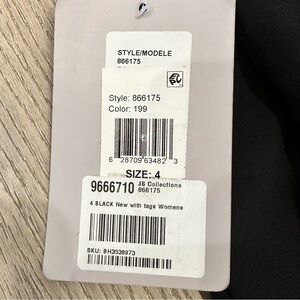 STYLE/MODELE
866175
Style: 866175
Color: 199
6 28709 63482 3
SIZE: 4
9666710 JS Collections
866175
4 BLACK New with tags Womens
SKU: BH3538973